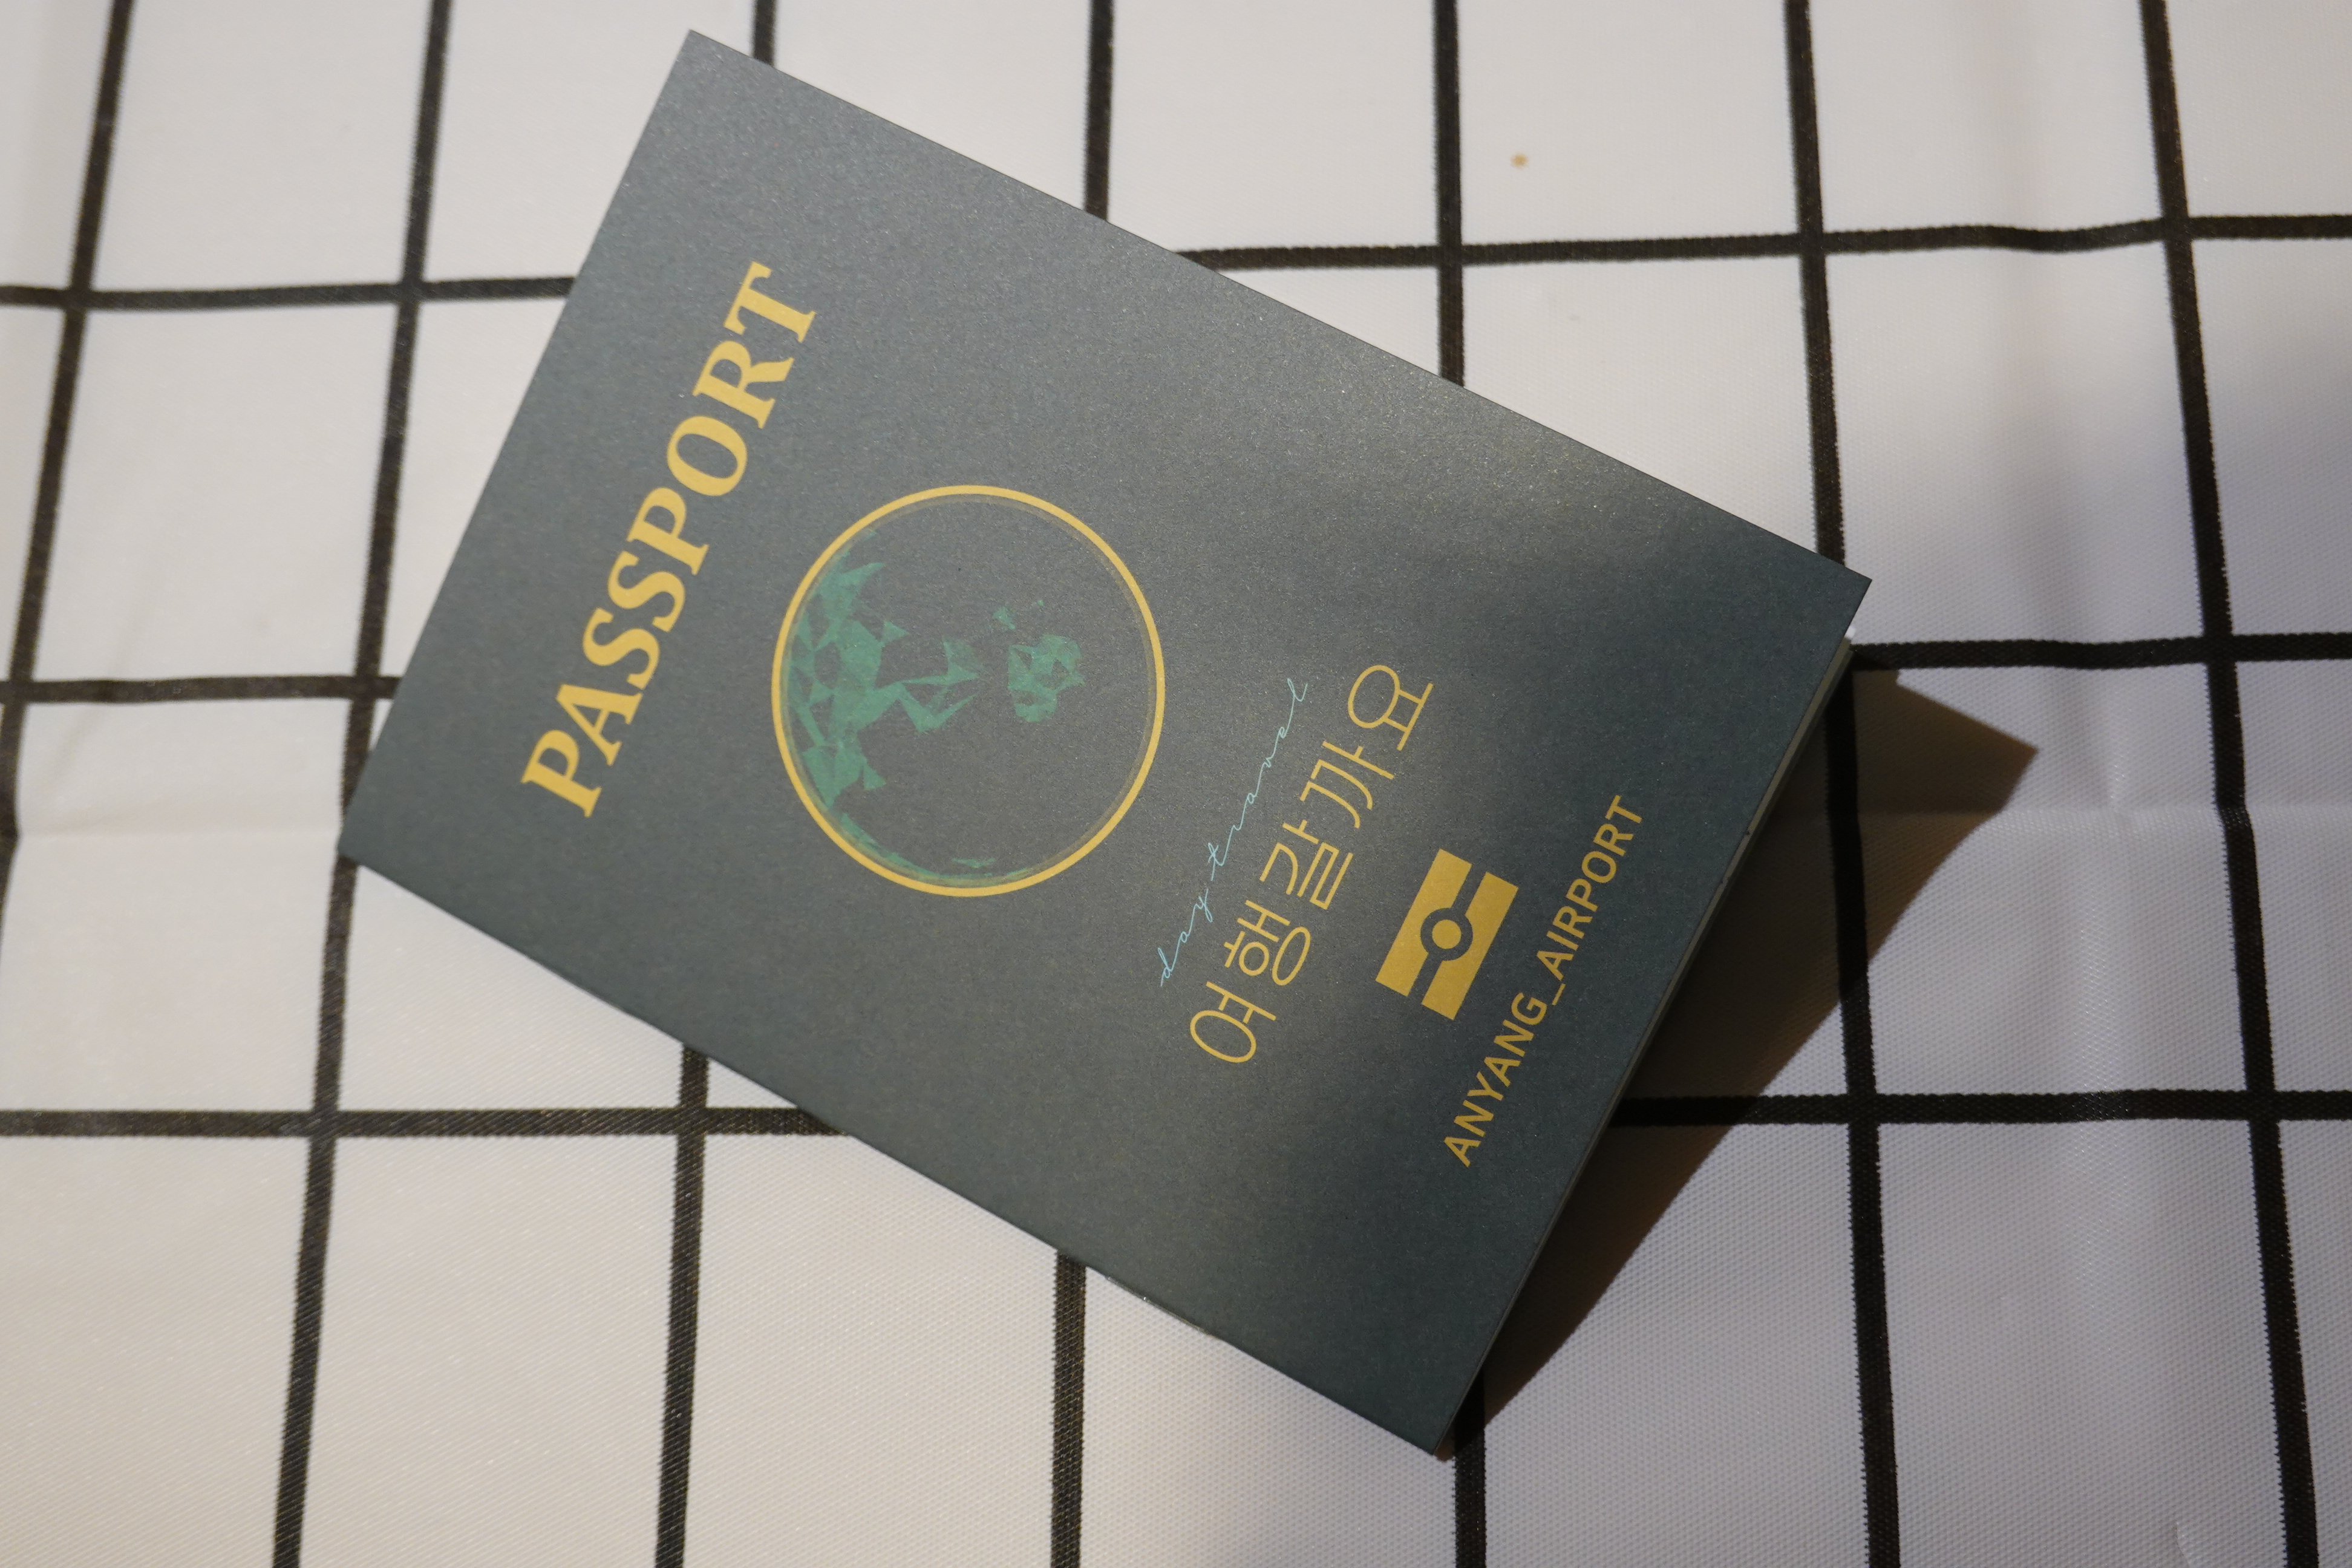 PASSPORT
day travel
여행갈까요
ANYANG_AIRPORT